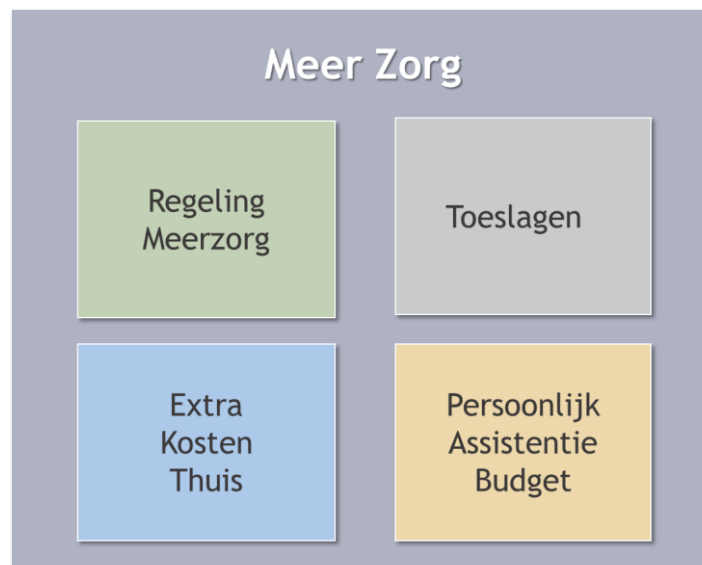 Meer Zorg
Regeling
Meerzorg
Toeslagen
Extra
Kosten
Thuis
Persoonlijk
Assistentie
Budget